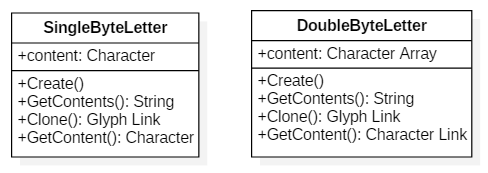 SingleByteLetter
+content: Character
+Create()
+GetContents(): String
+Clone(): Glyph Link
+GetContent(): Character
DoubleByteLetter
+content: Character Array
+Create()
+GetContents(): String
+Clone(): Glyph Link
+GetContent(): Character Link